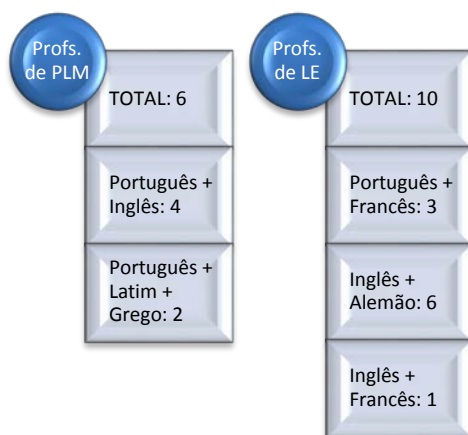 Profs.
de PLM
TOTAL: 6
Português +
Inglês: 4
Português +
Latim +
Grego: 2
Profs.
de LE
TOTAL: 10
Português +
Francês: 3
Inglês +
Alemão: 6
Inglês +
Francês: 1